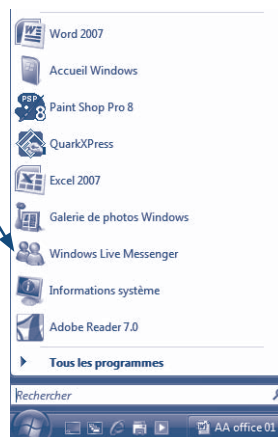 Word 2007
Accueil Windows
PSP
8
Paint Shop Pro 8
QuarkXPress
Excel 2007
Galerie de photos Windows
Windows Live Messenger
Informations système
Adobe Reader 7.0
Tous les programmes
Rechercher
AA office 01